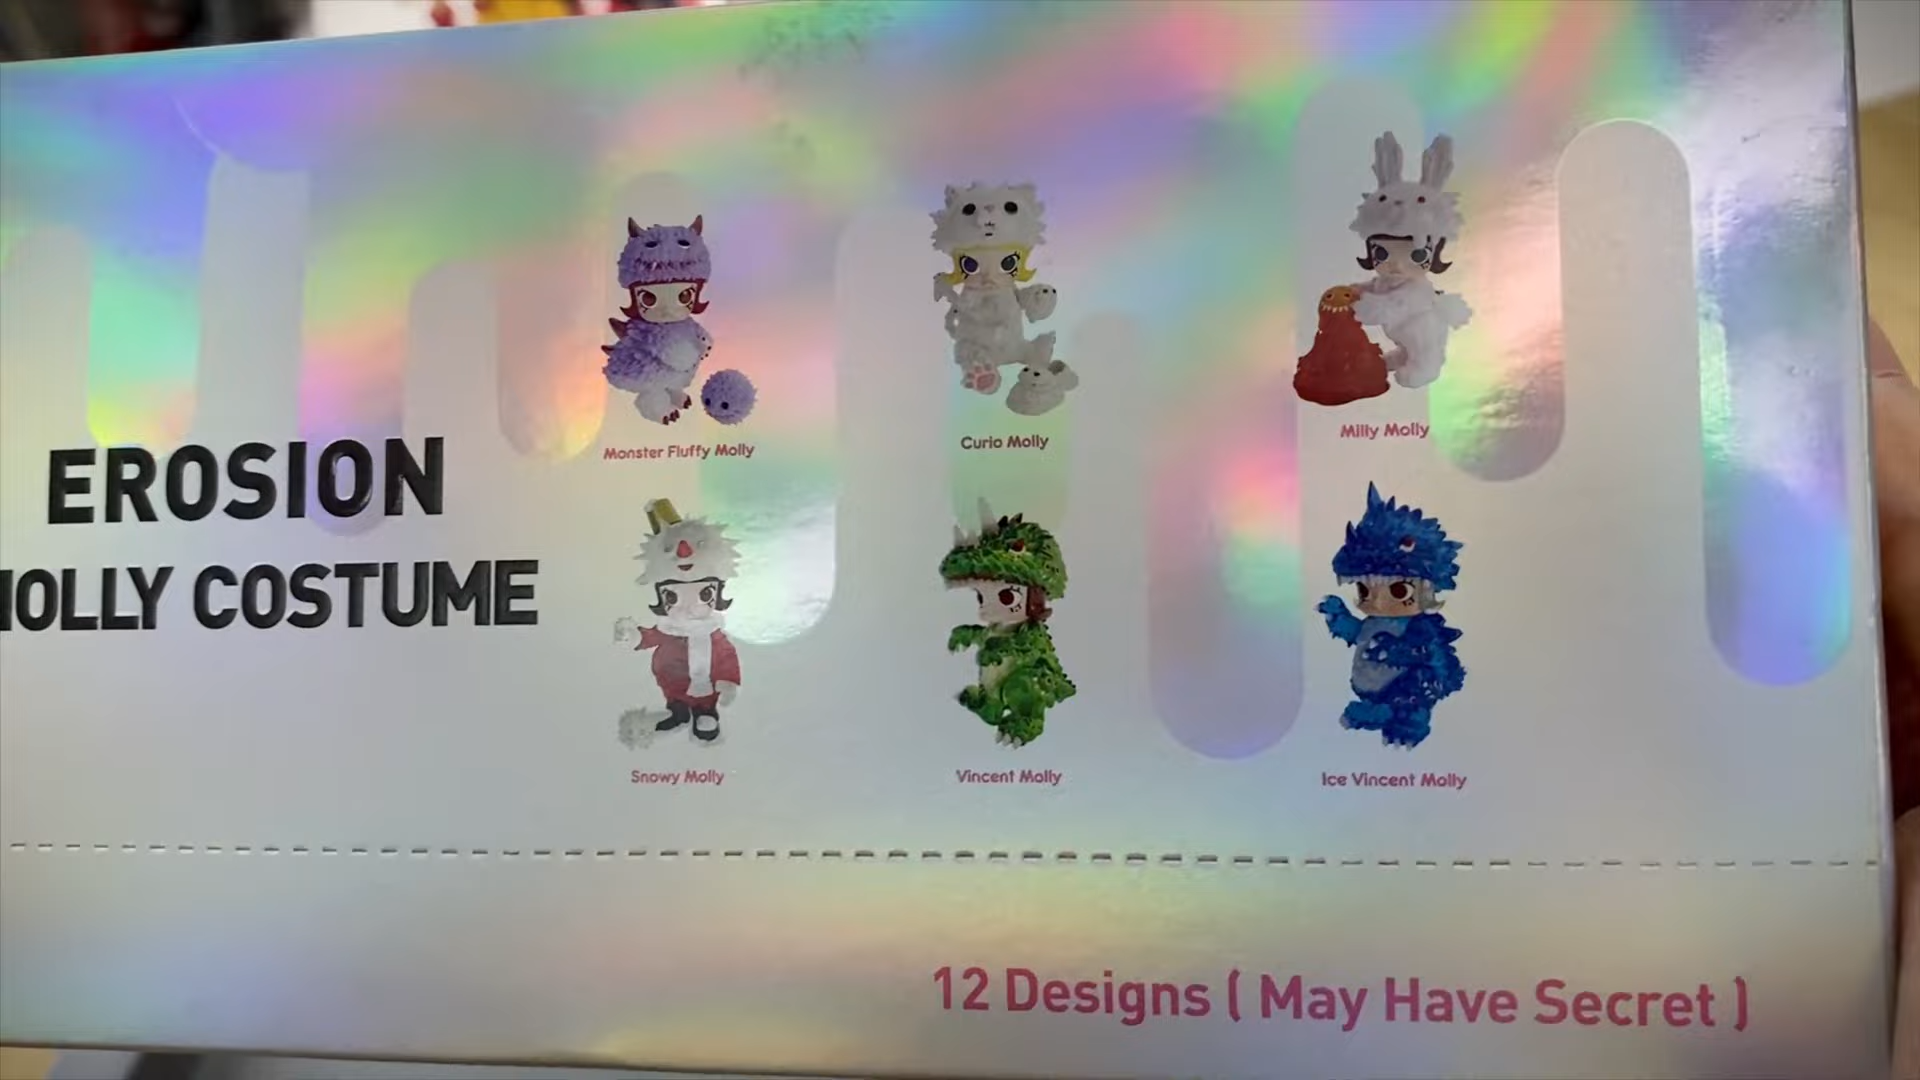 EROSION
MOLLY COSTUME
Monster Fluffy Molly
Curio Molly
Milly Molly
Snowy Molly
Vincent Molly
Ice Vincent Molly
12 Designs ( May Have Secret )